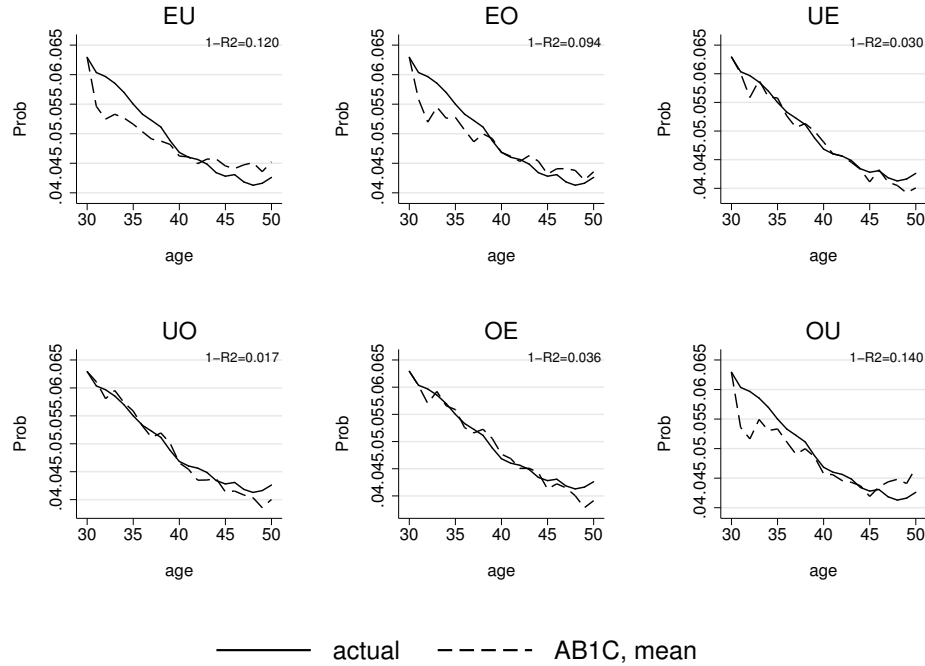 EU
1−R2=0.120
Prob
.04.045.05.055.06.065
30 35 40 45 50
age
EO
1−R2=0.094
Prob
.04.045.05.055.06.065
30 35 40 45 50
age
UE
1−R2=0.030
Prob
.04.045.05.055.06.065
30 35 40 45 50
age
UO
1−R2=0.017
Prob
.04.045.05.055.06.065
30 35 40 45 50
age
OE
1−R2=0.036
Prob
.04.045.05.055.06.065
30 35 40 45 50
age
OU
1−R2=0.140
Prob
.04.045.05.055.06.065
30 35 40 45 50
age
actual AB1C, mean